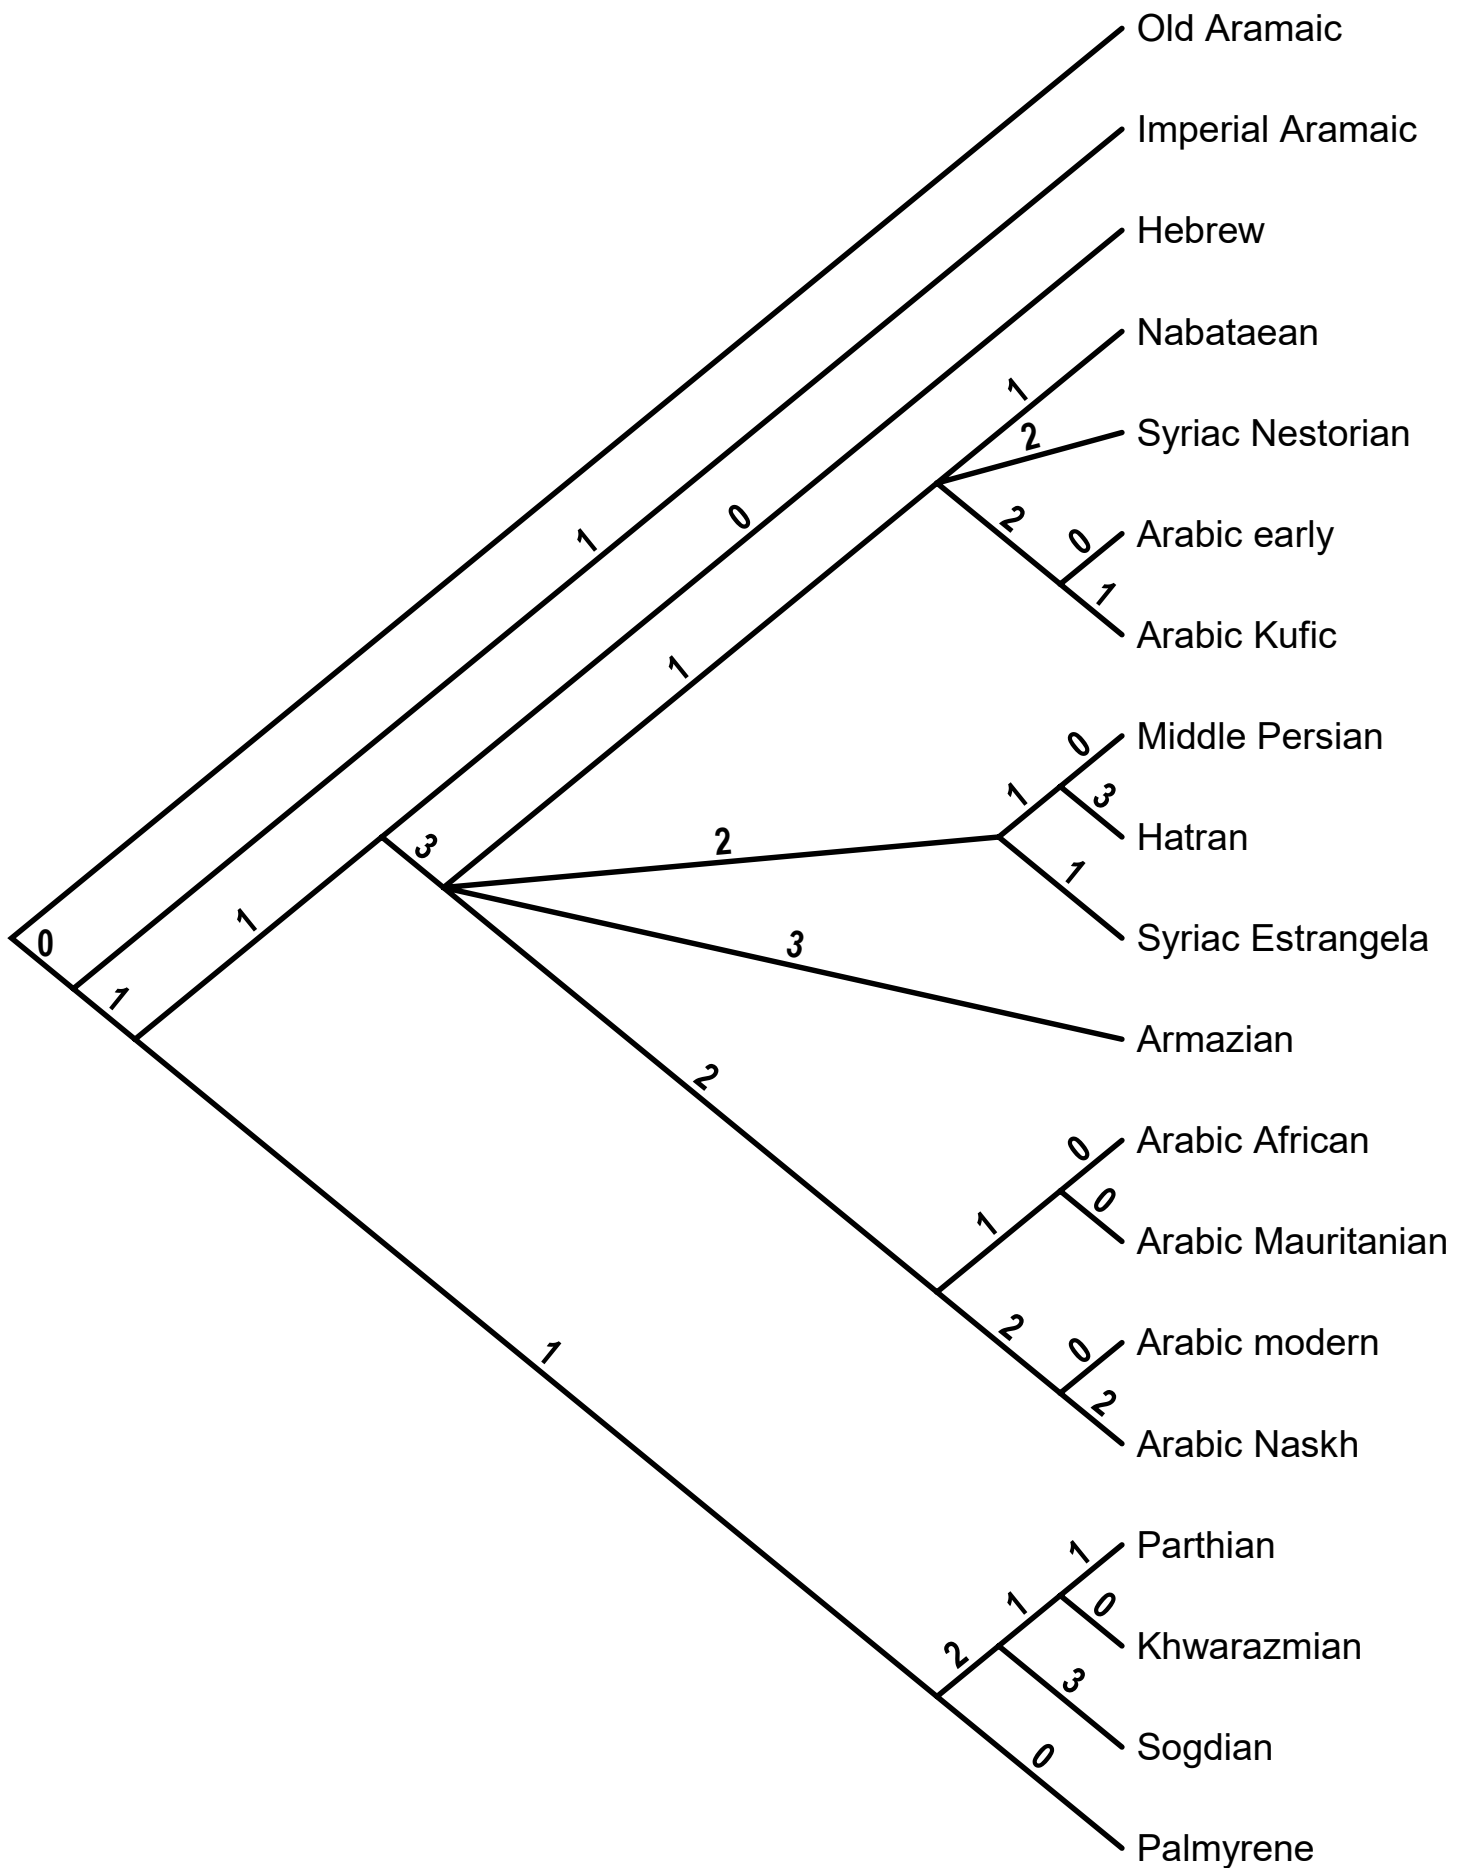 Old Aramaic
Imperial Aramaic
Hebrew
Nabataean
1
Syriac Nestorian
2
0
1
2
0
Arabic early
1
Arabic Kufic
1
0
Middle Persian
1
3
Hatran
2
3
1
Syriac Estrangela
1
0
3
1
Armazian
2
0
Arabic African
0
1
Arabic Mauritanian
2
0
Arabic modern
1
2
Arabic Naskh
1
Parthian
1
0
Khwarazmian
2
3
Sogdian
0
Palmyrene